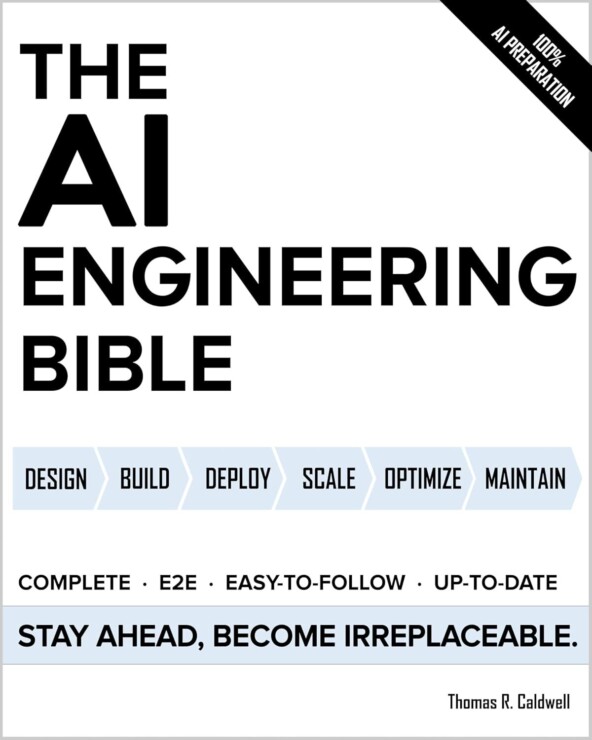 100%
AI PREPARATION
THE
AI
ENGINEERING
BIBLE
DESIGN BUILD DEPLOY SCALE OPTIMIZE MAINTAIN
COMPLETE · E2E · EASY-TO-FOLLOW · UP-TO-DATE
STAY AHEAD, BECOME IRREPLACEABLE.
Thomas R. Caldwell